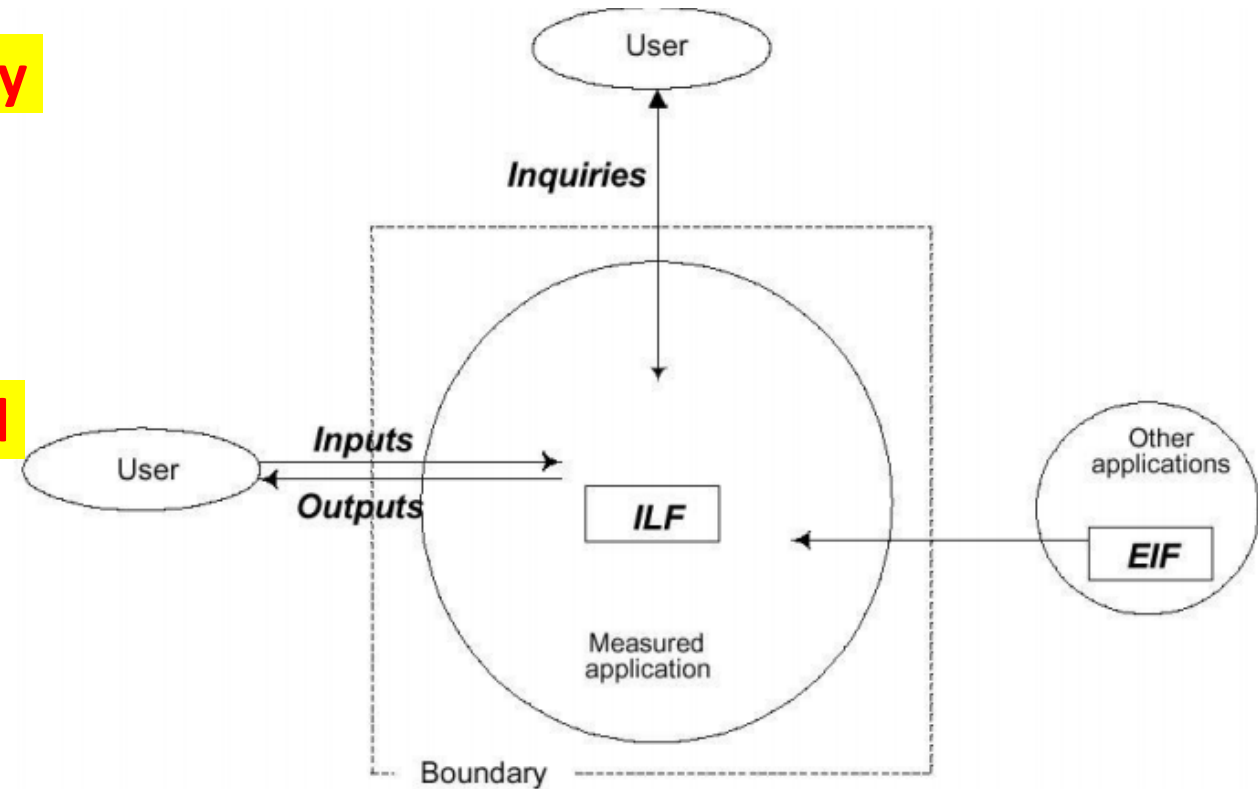 User
y
Inquiries
l
Inputs
User
Outputs
Other
applications
ILF
EIF
Measured
application
Boundary